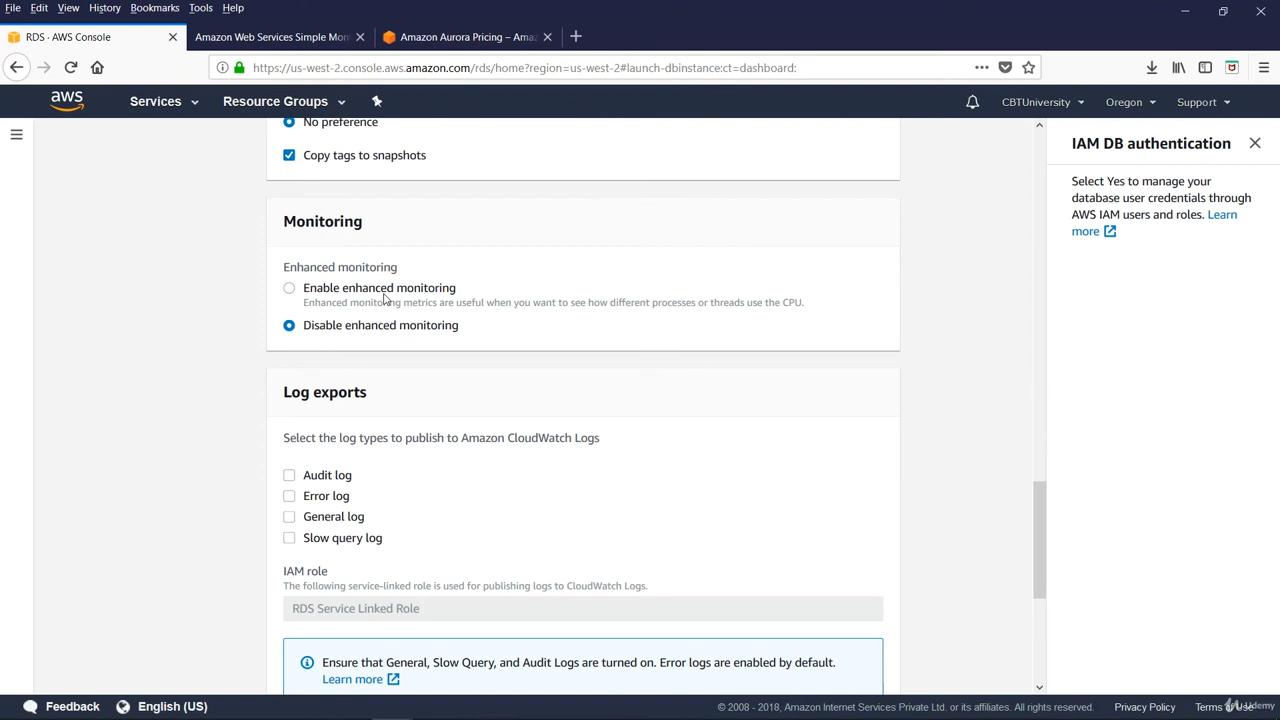 File Edit View History Bookmarks Tools Help
RDS · AWS Console
Amazon Web Services Simple Mon
Amazon Aurora Pricing – Amaz
https://us-west-2.console.aws.amazon.com/rds/home?region=us-west-2#launch-dbinstance:ct=dashboard:
aws
Services
Resource Groups
CBTUniversity
Oregon
Support
No preference
Copy tags to snapshots
IAM DB authentication
Select Yes to manage your
database user credentials through
AWS IAM users and roles. Learn
more
Monitoring
Enhanced monitoring
Enable enhanced monitoring
Enhanced monitoring metrics are useful when you want to see how different processes or threads use the CPU.
Disable enhanced monitoring
Log exports
Select the log types to publish to Amazon CloudWatch Logs
Audit log
Error log
General log
Slow query log
IAM role
The following service-linked role is used for publishing logs to CloudWatch Logs.
RDS Service Linked Role
Ensure that General, Slow Query, and Audit Logs are turned on. Error logs are enabled by default.
Learn more
Feedback
English (US)
© 2008 - 2018, Amazon Internet Services Private Ltd. or its affiliates. All rights reserved.
Privacy Policy
Terms of Use
Udemy